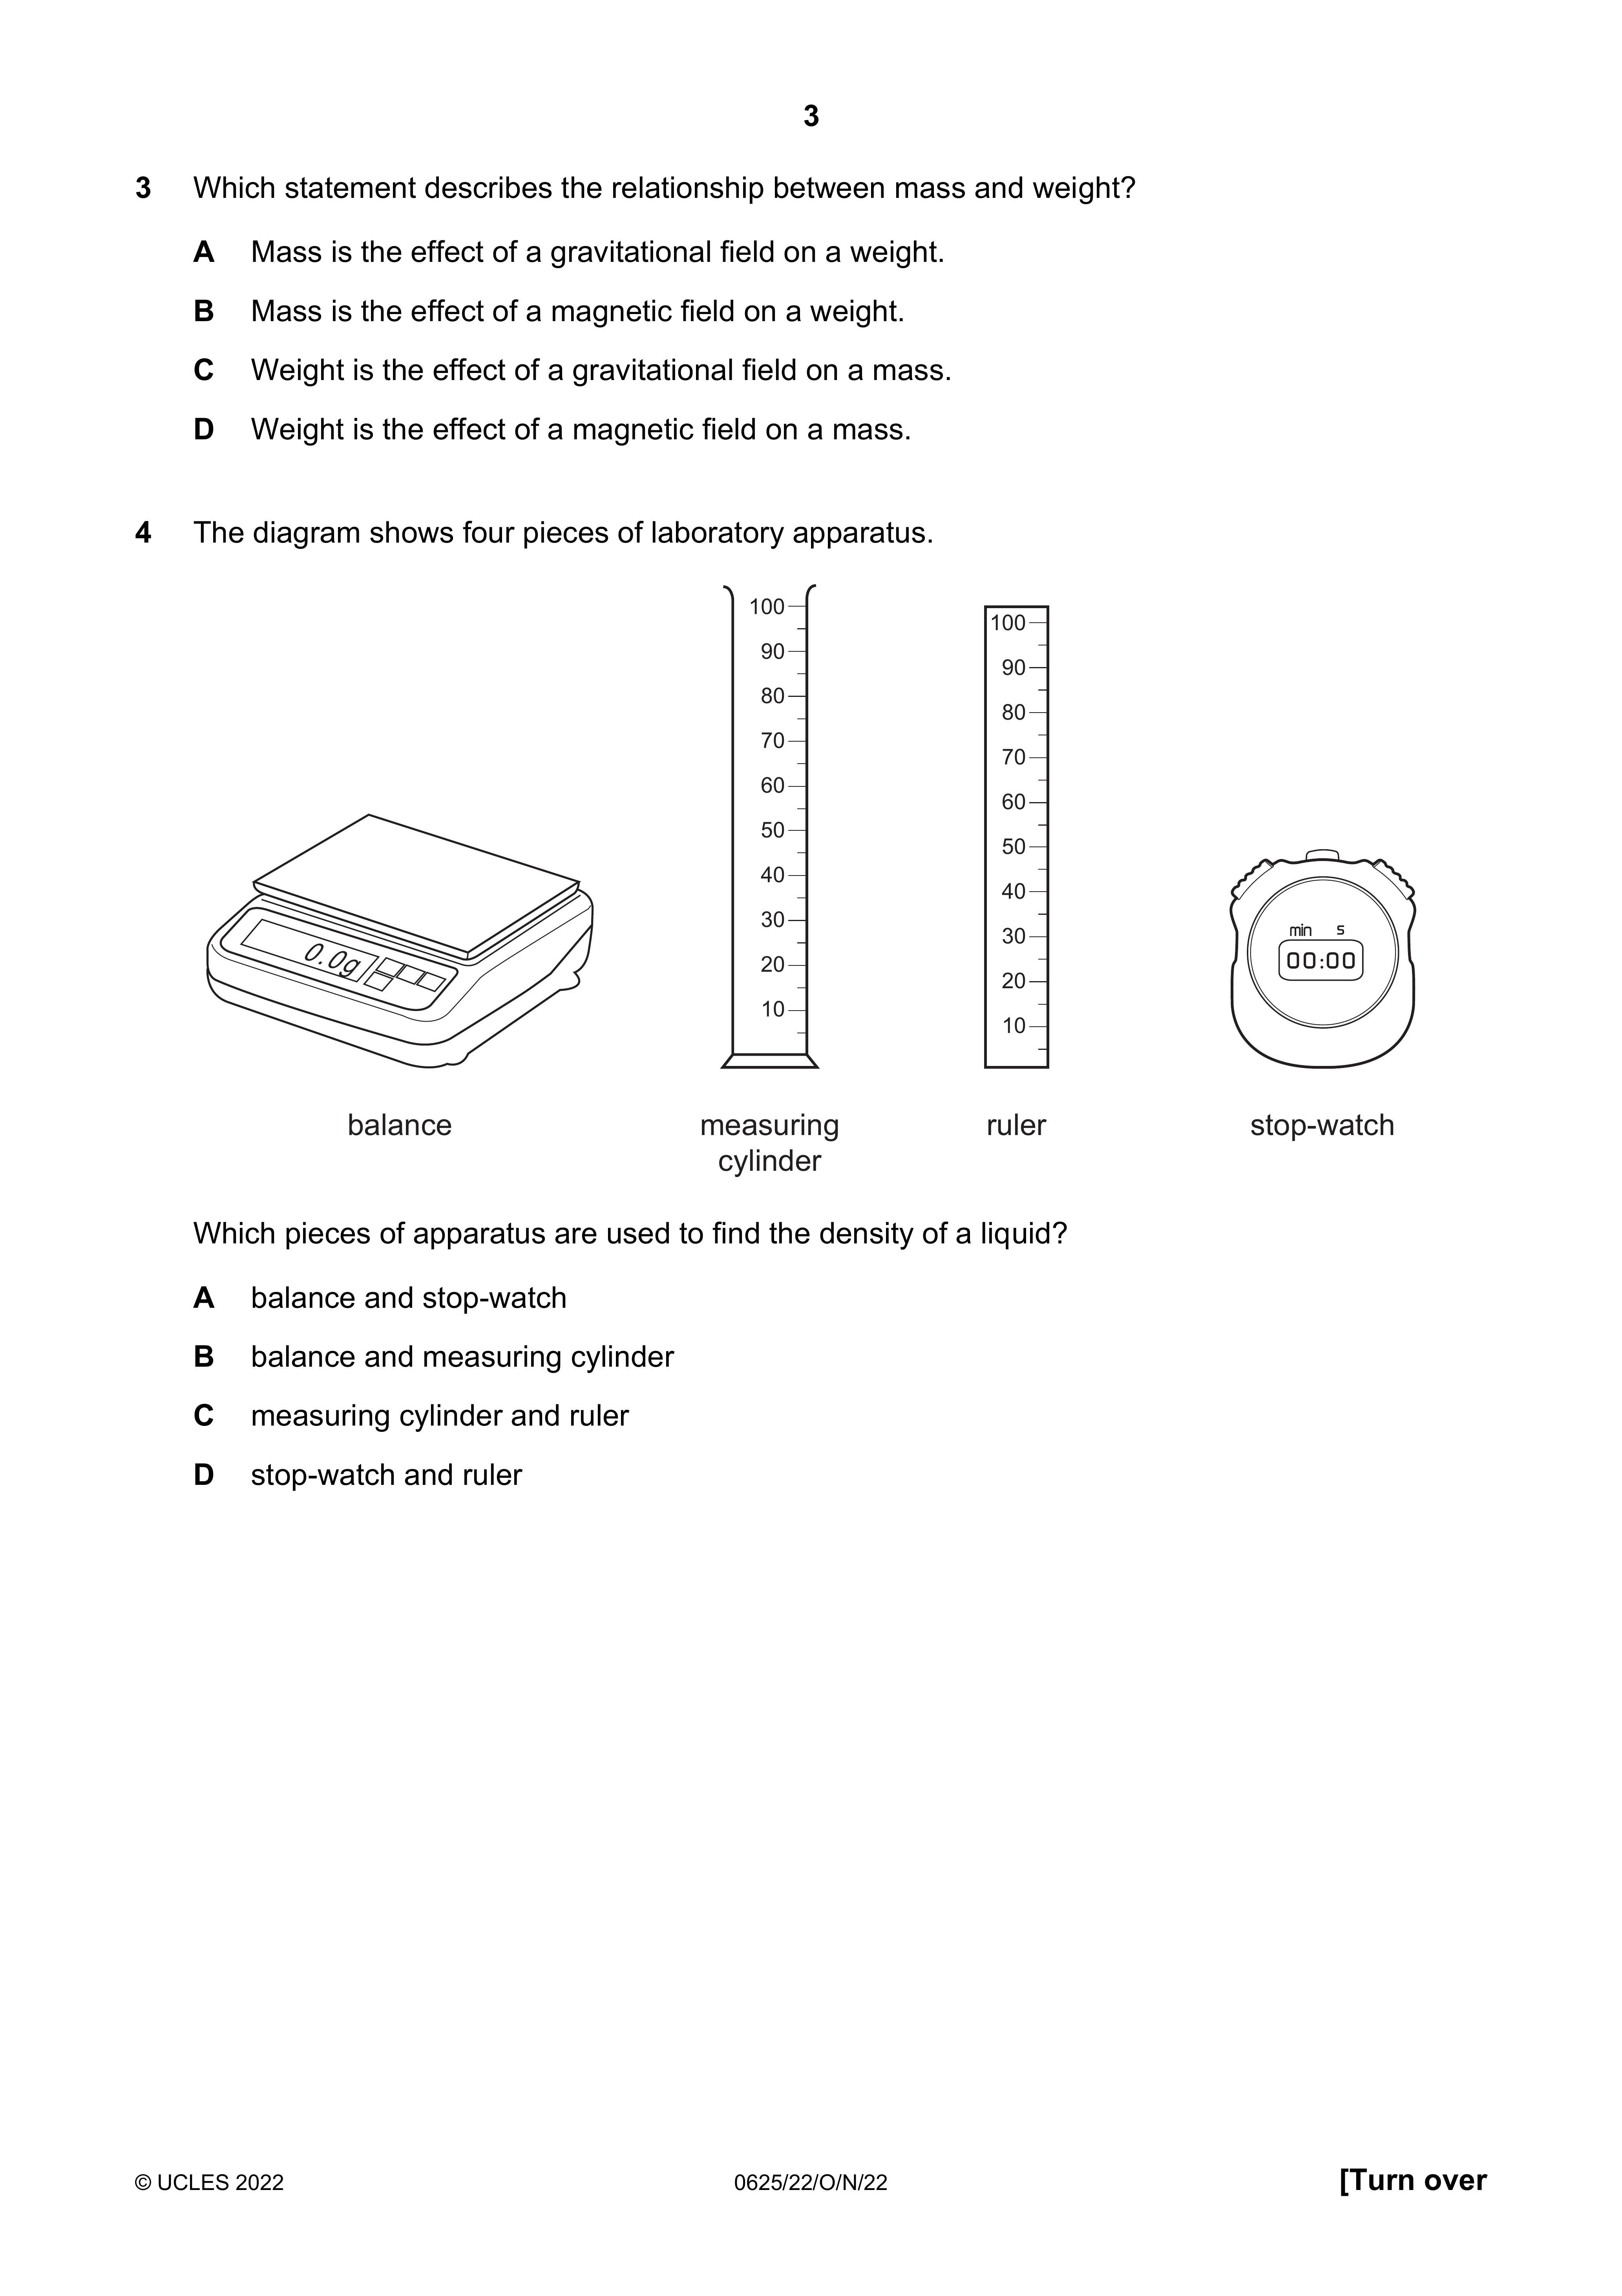 3
3 Which statement describes the relationship between mass and weight?
A Mass is the effect of a gravitational field on a weight.
B Mass is the effect of a magnetic field on a weight.
C Weight is the effect of a gravitational field on a mass.
D Weight is the effect of a magnetic field on a mass.
4 The diagram shows four pieces of laboratory apparatus.
0.0g
100
90
80
70
60
50
40
30
20
10
100
90
80
70
60
50
40
30
20
10
min s
00:00
balance
measuring
cylinder
ruler
stop-watch
Which pieces of apparatus are used to find the density of a liquid?
A balance and stop-watch
B balance and measuring cylinder
C measuring cylinder and ruler
D stop-watch and ruler
© UCLES 2022
0625/22/O/N/22
[Turn over